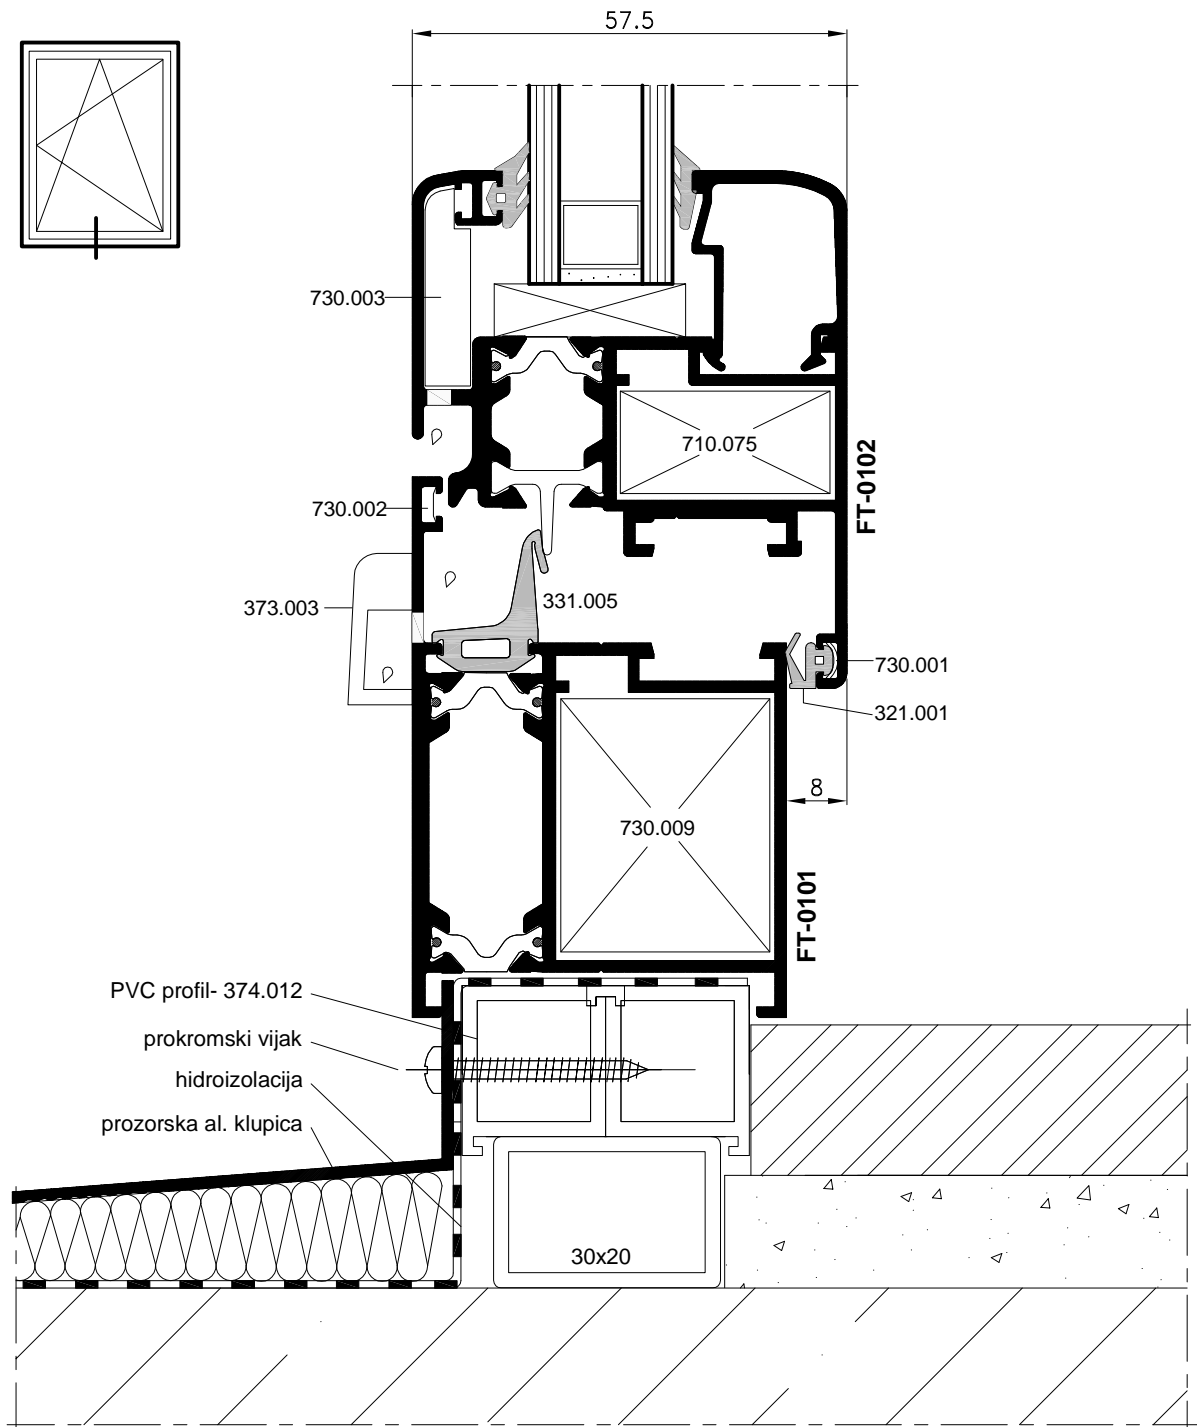 57.5
730.003
710.075
FT-0102
730.002
373.003
331.005
730.001
321.001
8
730.009
FT-0101
PVC profil- 374.012
prokromski vijak
hidroizolacija
prozorska al. klupica
30x20